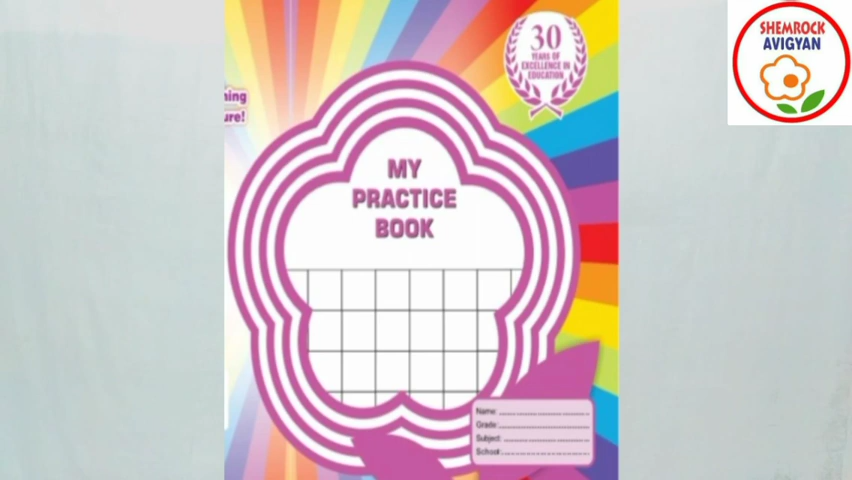 SHEMROCK
AVIGYAN
30
YEARS OF
EXCELLENCE IN
EDUCATION
MY
PRACTICE
BOOK
Name:
Grade:
Subject:
School: